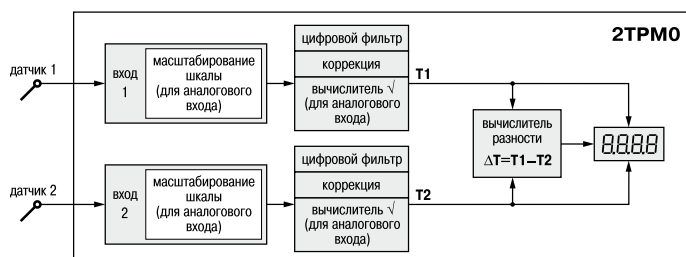 2ТРМ0
датчик 1
вход
1
масштабирование
шкалы
(для аналогового
входа)
цифровой фильтр
коррекция
вычислитель √
(для аналогового
входа)
T1
вычислитель
разности
ΔT=T1–T2
8.8.8.8
датчик 2
вход
2
масштабирование
шкалы
(для аналогового
входа)
цифровой фильтр
коррекция
вычислитель √
(для аналогового
входа)
T2